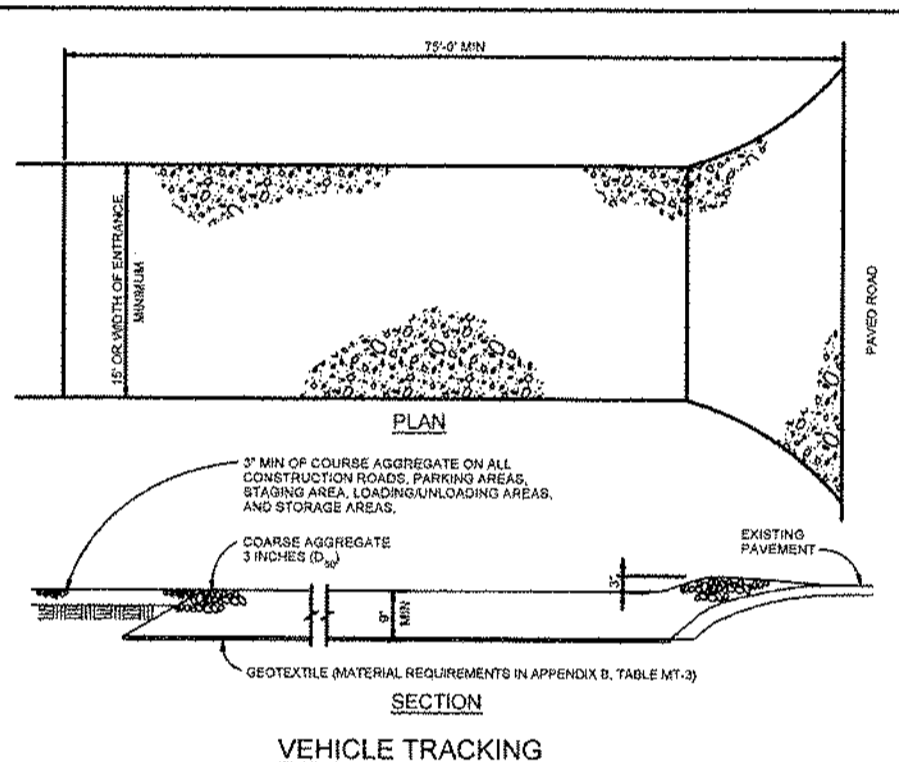 75'-0" MIN
15' OR WIDTH OF ENTRANCE
MINIMUM
PAVED ROAD
PLAN
3" MIN OF COURSE AGGREGATE ON ALL
CONSTRUCTION ROADS, PARKING AREAS,
STAGING AREA, LOADING/UNLOADING AREAS,
AND STORAGE AREAS.
COARSE AGGREGATE
3 INCHES (D50)
EXISTING
PAVEMENT
3"
9"
MIN
GEOTEXTILE (MATERIAL REQUIREMENTS IN APPENDIX B, TABLE MT-3)
SECTION
VEHICLE TRACKING